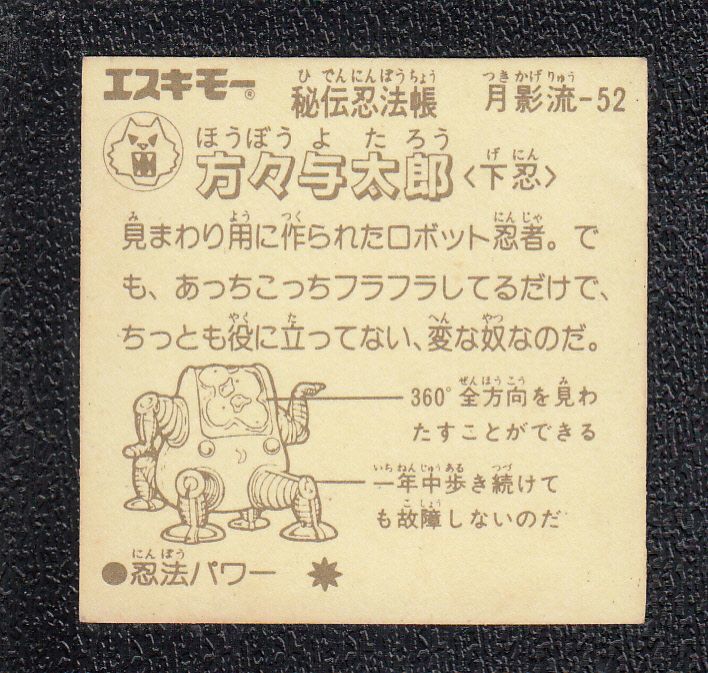 エスキモー® 秘伝忍法帳 月影流-52
ひでんにんぽうちょう つきかげりゅう
ほうぼうよたろう げにん
方々与太郎〈下忍〉
見まわり用に作られたロボット忍者。で
も、あっちこっちフラフラしてるだけで、
ちっとも役に立ってない、変な奴なのだ。
360°全方向を見わ
たすことができる
一年中歩き続けて
も故障しないのだ
●忍法パワー